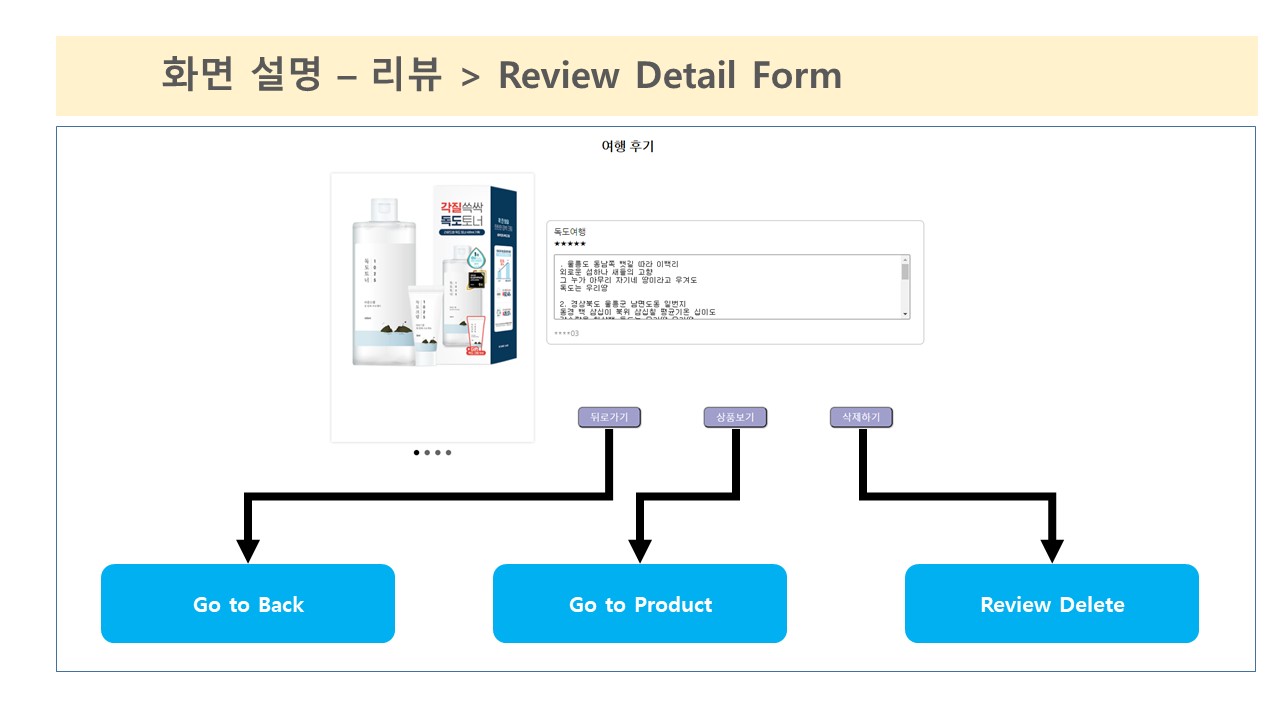 화면 설명 – 리뷰 > Review Detail Form
여행 후기
각질쓱싹
독도토너
독도여행
★★★★★
. 울릉도 동남쪽 뱃길 따라 이백리
외로운 섬하나 새들의 고향
그 누가 아무리 자기네 땅이라고 우겨도
독도는 우리땅
2. 경상북도 울릉군 남면도동 일번지
동경 백 삼십이 북위 삼십칠 평균기온 십이도
****03
뒤로가기
상품보기
삭제하기
Go to Back
Go to Product
Review Delete